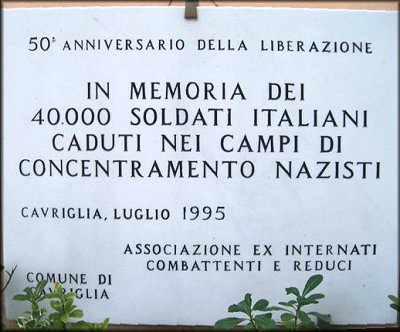 50° ANNIVERSARIO DELLA LIBERAZIONE
IN MEMORIA DEI
40.000 SOLDATI ITALIANI
CADUTI NEI CAMPI DI
CONCENTRAMENTO NAZISTI
CAVRIGLIA, LUGLIO 1995
ASSOCIAZIONE EX INTERNATI
COMBATTENTI E REDUCI
COMUNE DI
CAVRIGLIA